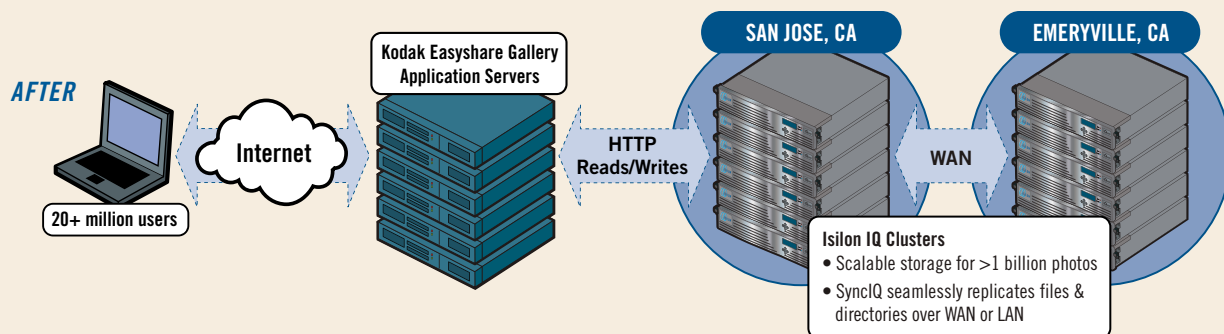 AFTER
20+ million users
Internet
Kodak Easyshare Gallery
Application Servers
HTTP
Reads/Writes
SAN JOSE, CA
WAN
EMERYVILLE, CA
Isilon IQ Clusters
• Scalable storage for >1 billion photos
• SyncIQ seamlessly replicates files &
directories over WAN or LAN